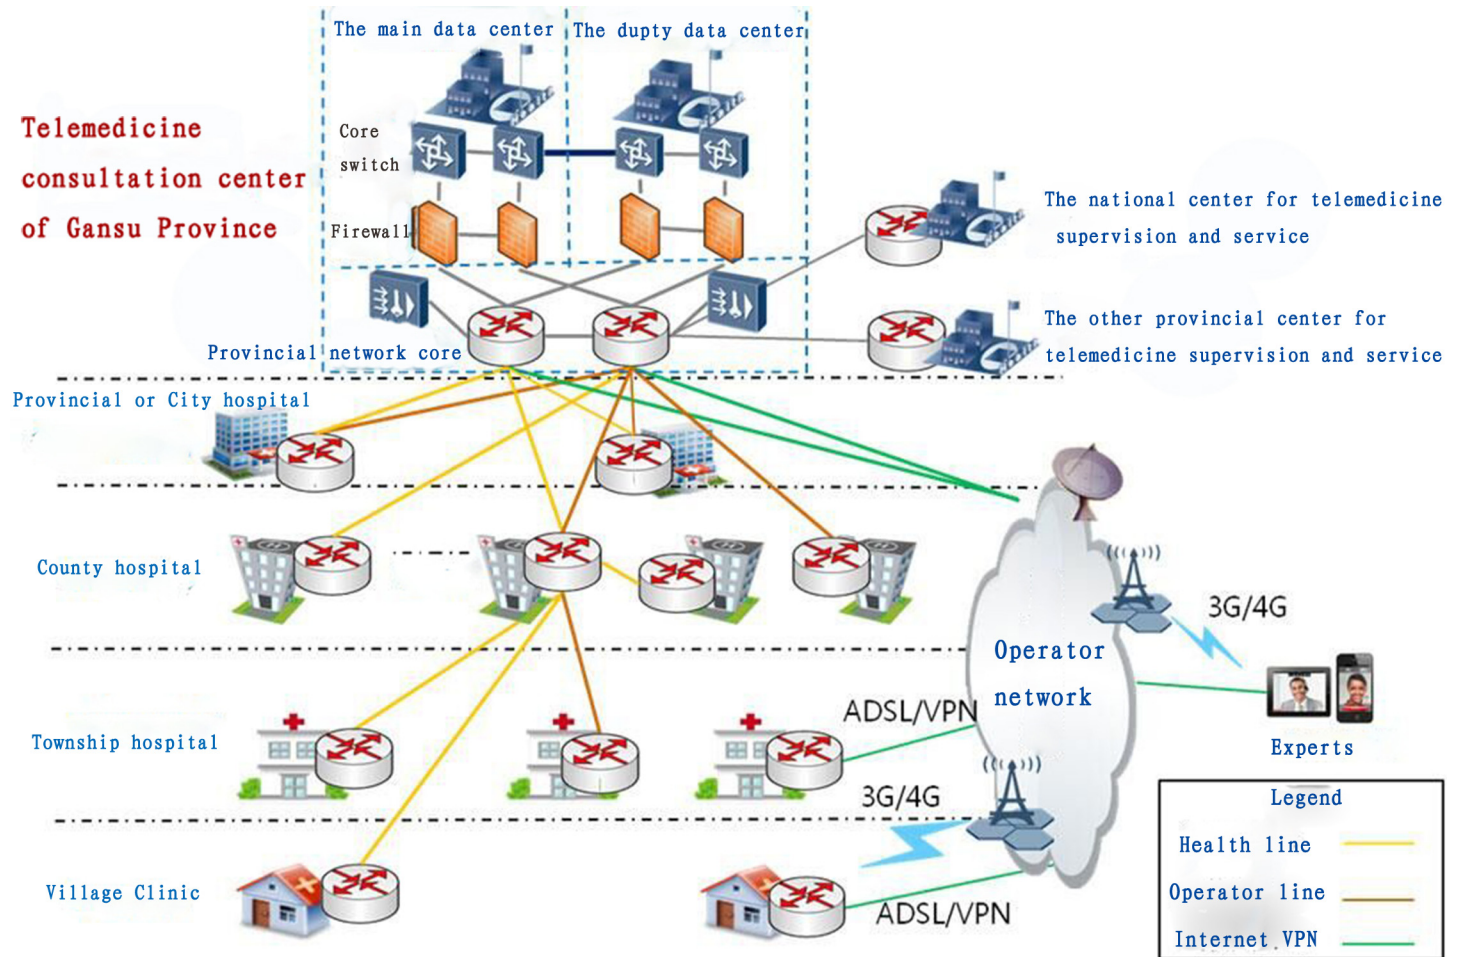 The main data center
The dupty data center
Telemedicine
consultation center
of Gansu Province
Core
switch
Firewall
The national center for telemedicine
supervision and service
The other provincial center for
telemedicine supervision and service
Provincial network core
Provincial or City hospital
County hospital
3G/4G
Operator
network
ADSL/VPN
Township hospital
Experts
3G/4G
Legend
Health line
Village Clinic
Operator line
ADSL/VPN
Internet VPN